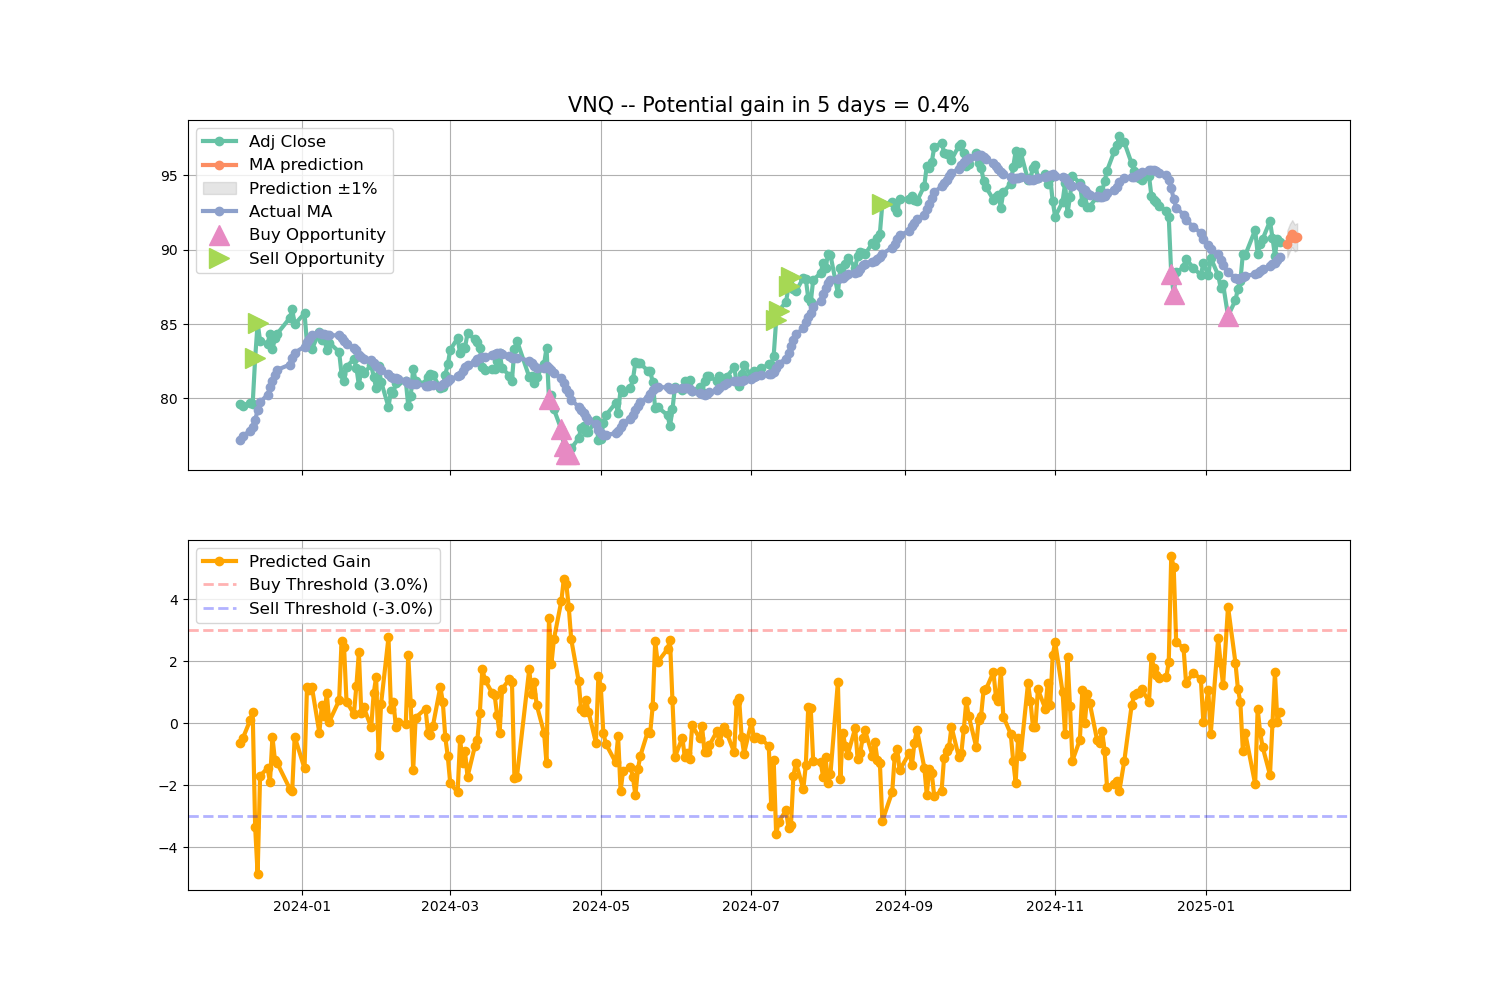 VNQ -- Potential gain in 5 days = 0.4%
Adj Close
MA prediction
Prediction ±1%
Actual MA
Buy Opportunity
Sell Opportunity
95
90
85
80
Predicted Gain
Buy Threshold (3.0%)
Sell Threshold (-3.0%)
4
2
0
−2
−4
2024-01 2024-03 2024-05 2024-07 2024-09 2024-11 2025-01